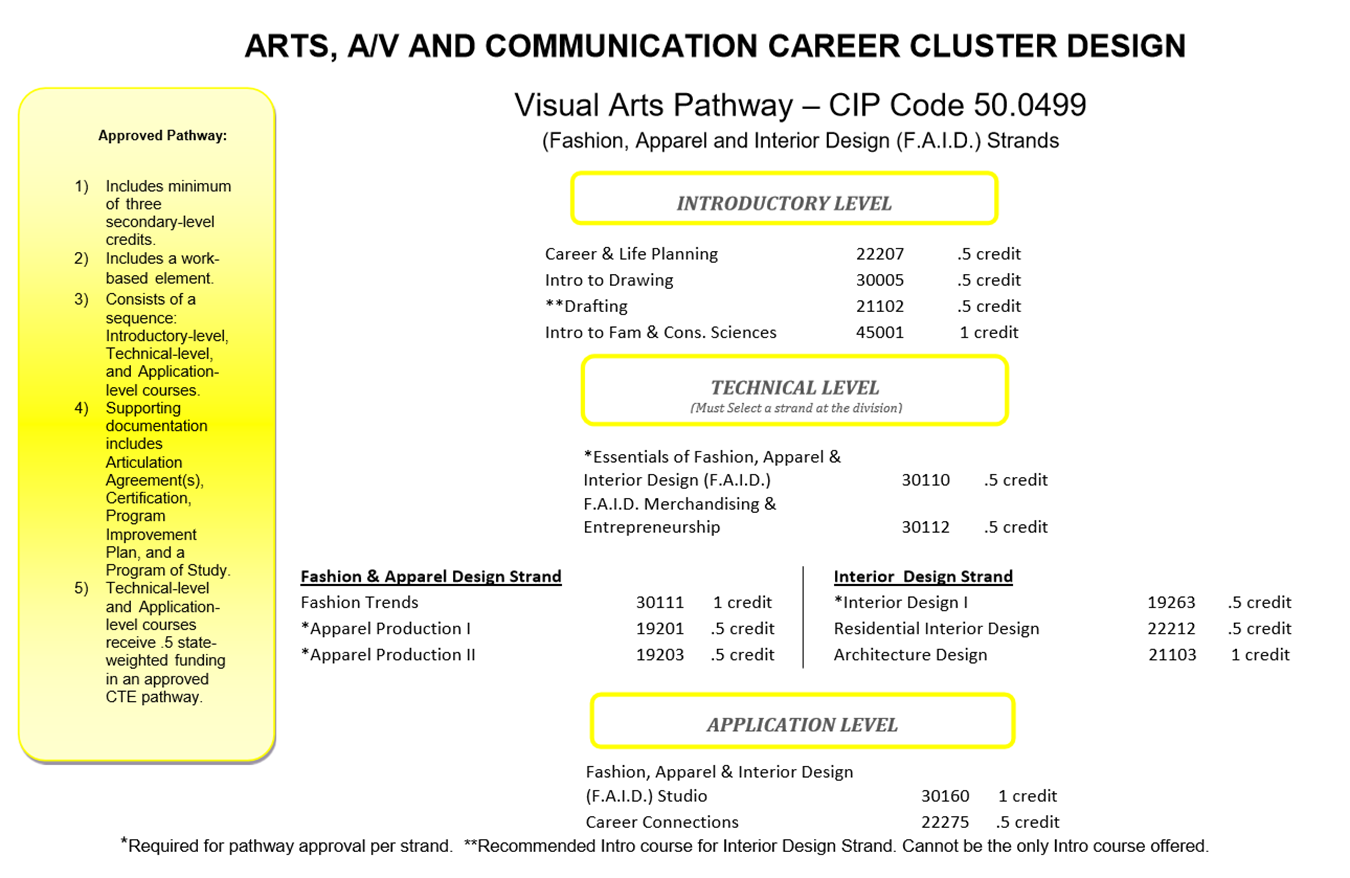 ARTS, A/V AND COMMUNICATION CAREER CLUSTER DESIGN
Approved Pathway:
1) Includes minimum
of three
secondary-level
credits.
2) Includes a work-
based element.
3) Consists of a
sequence:
Introductory-level,
Technical-level,
and Application-
level courses.
4) Supporting
documentation
includes
Articulation
Agreement(s),
Certification,
Program
Improvement
Plan, and a
Program of Study.
5) Technical-level
and Application-
level courses
receive .5 state-
weighted funding
in an approved
CTE pathway.
Visual Arts Pathway – CIP Code 50.0499
(Fashion, Apparel and Interior Design (F.A.I.D.) Strands
INTRODUCTORY LEVEL
Career & Life Planning 22207 .5 credit
Intro to Drawing 30005 .5 credit
**Drafting 21102 .5 credit
Intro to Fam & Cons. Sciences 45001 1 credit
TECHNICAL LEVEL
(Must Select a strand at the division)
*Essentials of Fashion, Apparel &
Interior Design (F.A.I.D.) 30110 .5 credit
F.A.I.D. Merchandising &
Entrepreneurship 30112 .5 credit
Fashion & Apparel Design Strand
Fashion Trends 30111 1 credit
*Apparel Production I 19201 .5 credit
*Apparel Production II 19203 .5 credit
Interior Design Strand
*Interior Design I 19263 .5 credit
Residential Interior Design 22212 .5 credit
Architecture Design 21103 1 credit
APPLICATION LEVEL
Fashion, Apparel & Interior Design
(F.A.I.D.) Studio 30160 1 credit
Career Connections 22275 .5 credit
*Required for pathway approval per strand. **Recommended Intro course for Interior Design Strand. Cannot be the only Intro course offered.